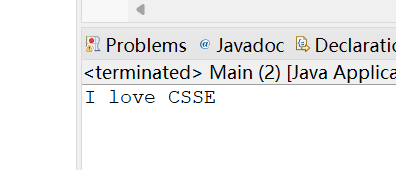 Problems @ Javadoc Declaratio
<terminated> Main (2) [Java Applica
I love CSSE